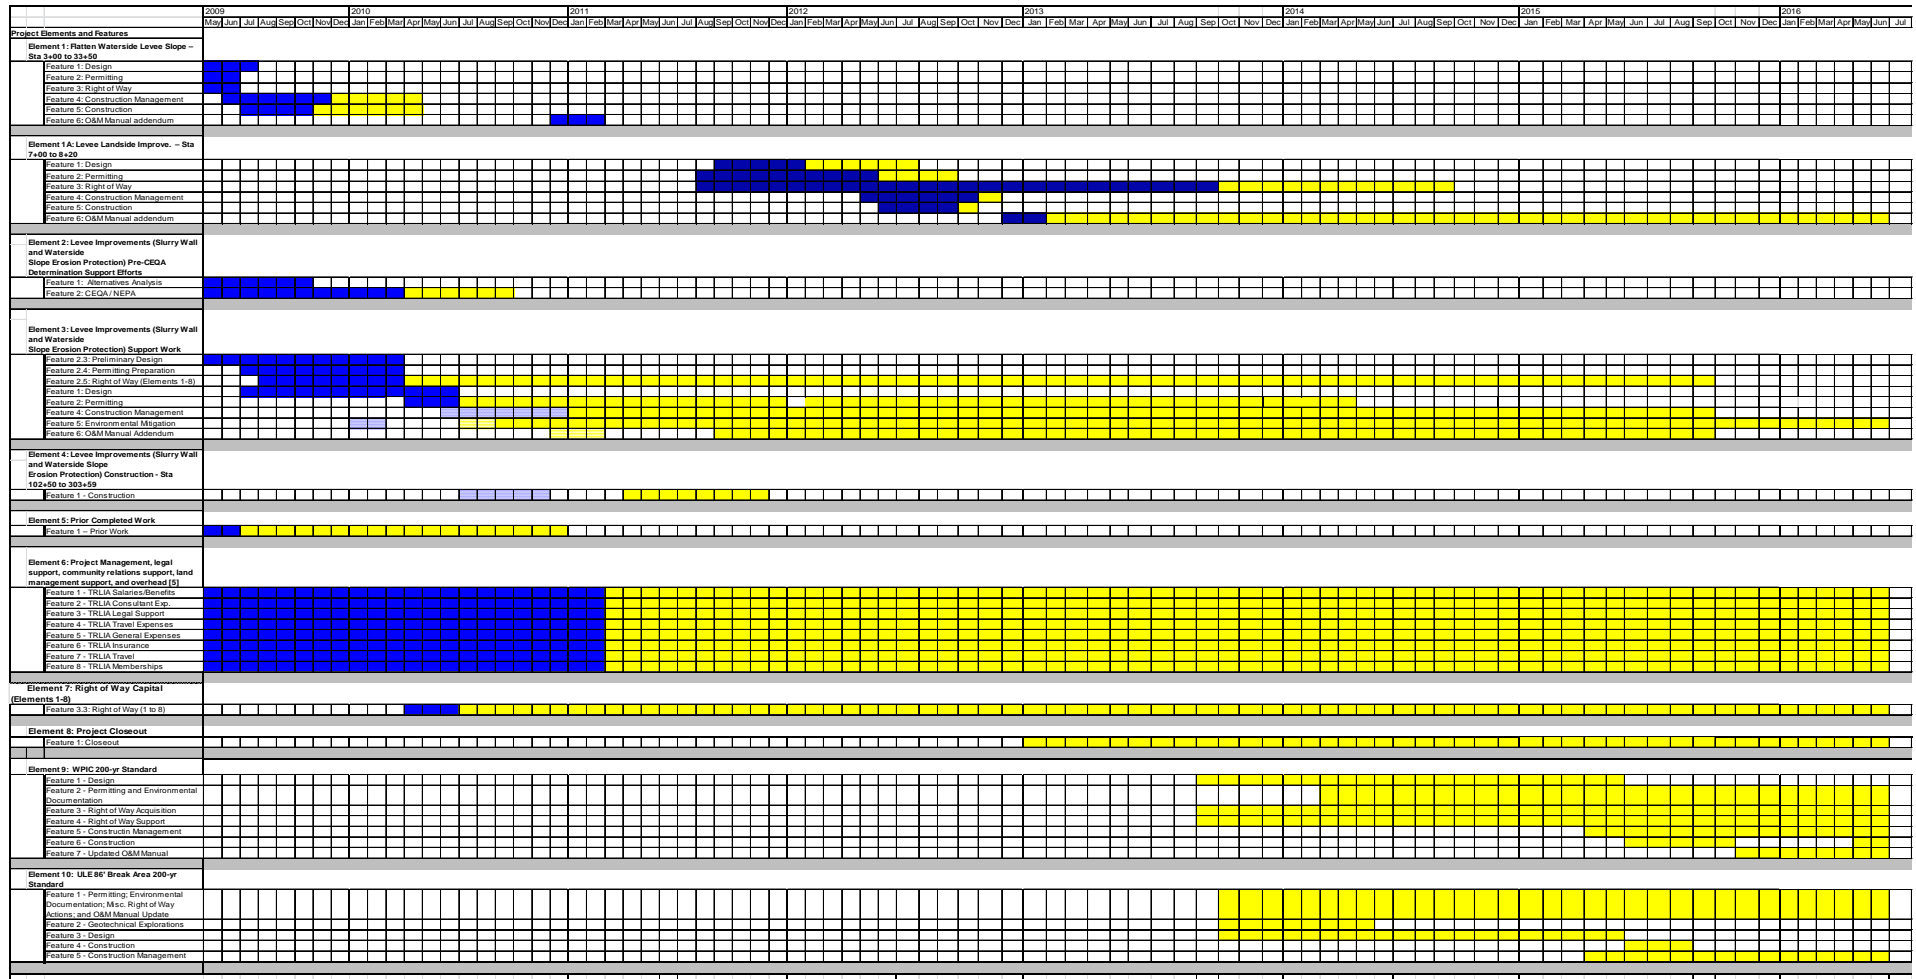 2009 2010 2011 2012 2013 2014 2015 2016
May Jun Jul Aug Sep Oct Nov Dec Jan Feb Mar Apr May Jun Jul Aug Sep Oct Nov Dec Jan Feb Mar Apr May Jun Jul Aug Sep Oct Nov Dec Jan Feb Mar Apr May Jun Jul Aug Sep Oct Nov Dec Jan Feb Mar Apr May Jun Jul Aug Sep Oct Nov Dec Jan Feb Mar Apr May Jun Jul Aug Sep Oct Nov Dec Jan Feb Mar Apr May Jun Jul Aug Sep Oct Nov Dec Jan Feb Mar Apr May Jun Jul
Project Elements and Features
Element 1: Flatten Waterside Levee Slope –
Sta 3+00 to 33+50
Feature 1: Design
Feature 2: Permitting
Feature 3: Right of Way
Feature 4: Construction Management
Feature 5: Construction
Feature 6: O&M Manual addendum
Element 1A: Levee Landside Improve. – Sta
7+00 to 8+20
Feature 1: Design
Feature 2: Permitting
Feature 3: Right of Way
Feature 4: Construction Management
Feature 5: Construction
Feature 6: O&M Manual addendum
Element 2: Levee Improvements (Slurry Wall
and Waterside
Slope Erosion Protection) Pre-CEQA
Determination Support Efforts
Feature 1: Alternatives Analysis
Feature 2: CEQA / NEPA
Element 3: Levee Improvements (Slurry Wall
and Waterside
Slope Erosion Protection) Support Work
Feature 2.3: Preliminary Design
Feature 2.4: Permitting Preparation
Feature 2.5: Right of Way (Elements 1-8)
Feature 1: Design
Feature 2: Permitting
Feature 4: Construction Management
Feature 5: Environmental Mitigation
Feature 6: O&M Manual Addendum
Element 4: Levee Improvements (Slurry Wall
and Waterside Slope
Erosion Protection) Construction - Sta
102+50 to 303+59
Feature 1 - Construction
Element 5: Prior Completed Work
Feature 1 – Prior Work
Element 6: Project Management, legal
support, community relations support, land
management support, and overhead [5]
Feature 1 - TRLIA Salaries/Benefits
Feature 2 - TRLIA Consultant Exp.
Feature 3 - TRLIA Legal Support
Feature 4 - TRLIA Travel Expenses
Feature 5 - TRLIA General Expenses
Feature 6 - TRLIA Insurance
Feature 7 - TRLIA Travel
Feature 8 - TRLIA Memberships
Element 7: Right of Way Capital
(Elements 1-8)
Feature 3.3: Right of Way (1 to 8)
Element 8: Project Closeout
Feature 1: Closeout
Element 9: WPIC 200-yr Standard
Feature 1 - Design
Feature 2 - Permitting and Environmental
Documentation
Feature 3 - Right of Way Acquisition
Feature 4 - Right of Way Support
Feature 5 - Constructin Management
Feature 6 - Construction
Feature 7 - Updated O&M Manual
Element 10: ULE 86' Break Area 200-yr
Standard
Feature 1 - Permitting; Environmental
Documentation; Misc. Right of Way
Actions; and O&M Manual Update
Feature 2 - Geotechnical Explorations
Feature 3 - Design
Feature 4 - Construction
Feature 5 - Construction Management